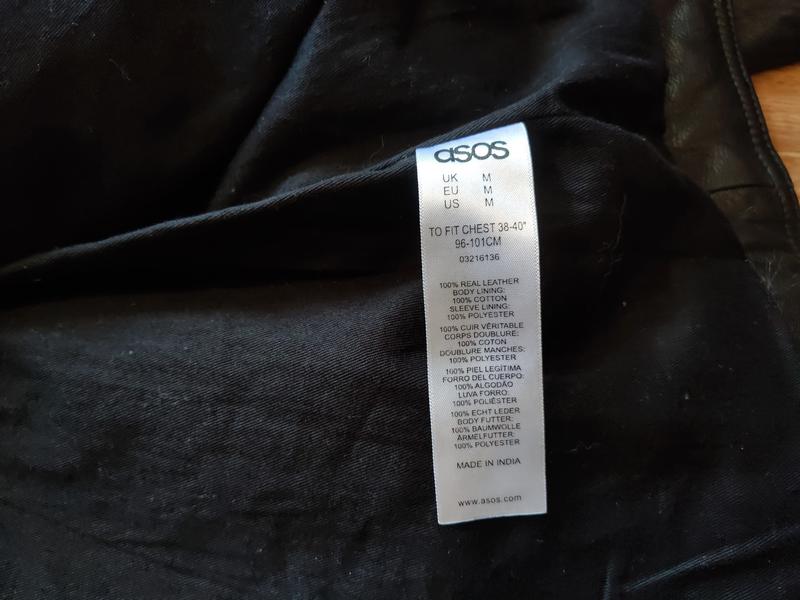 asos
UK M
EU M
US M
TO FIT CHEST 38-40"
96-101CM
03216136
100% REAL LEATHER
BODY LINING:
100% COTTON
SLEEVE LINING:
100% POLYESTER
100% CUIR VÉRITABLE
CORPS DOUBLURE:
100% COTON
DOUBLURE MANCHES:
100% POLYESTER
100% PIEL LEGÍTIMA
FORRO DEL CUERPO:
100% ALGODÃO
LUVA FORRO:
100% POLIÉSTER
100% ECHT LEDER
BODY FUTTER:
100% BAUMWOLLE
ÄRMELFUTTER:
100% POLYESTER
MADE IN INDIA
www.asos.com